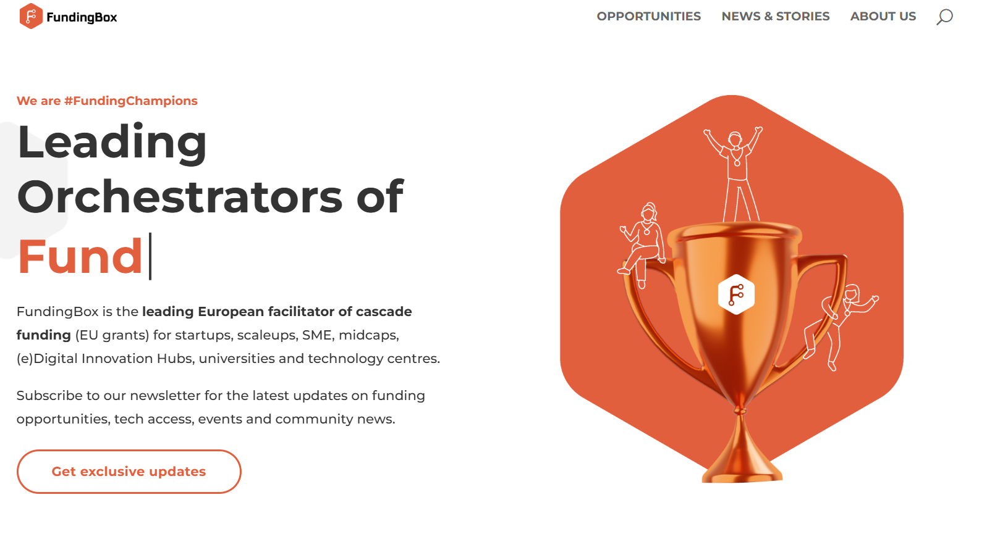 FundingBox
OPPORTUNITIES
NEWS & STORIES
ABOUT US
We are #FundingChampions
Leading
Orchestrators of
Fund
FundingBox is the leading European facilitator of cascade
funding (EU grants) for startups, scaleups, SME, midcaps,
(e)Digital Innovation Hubs, universities and technology centres.
Subscribe to our newsletter for the latest updates on funding
opportunities, tech access, events and community news.
Get exclusive updates